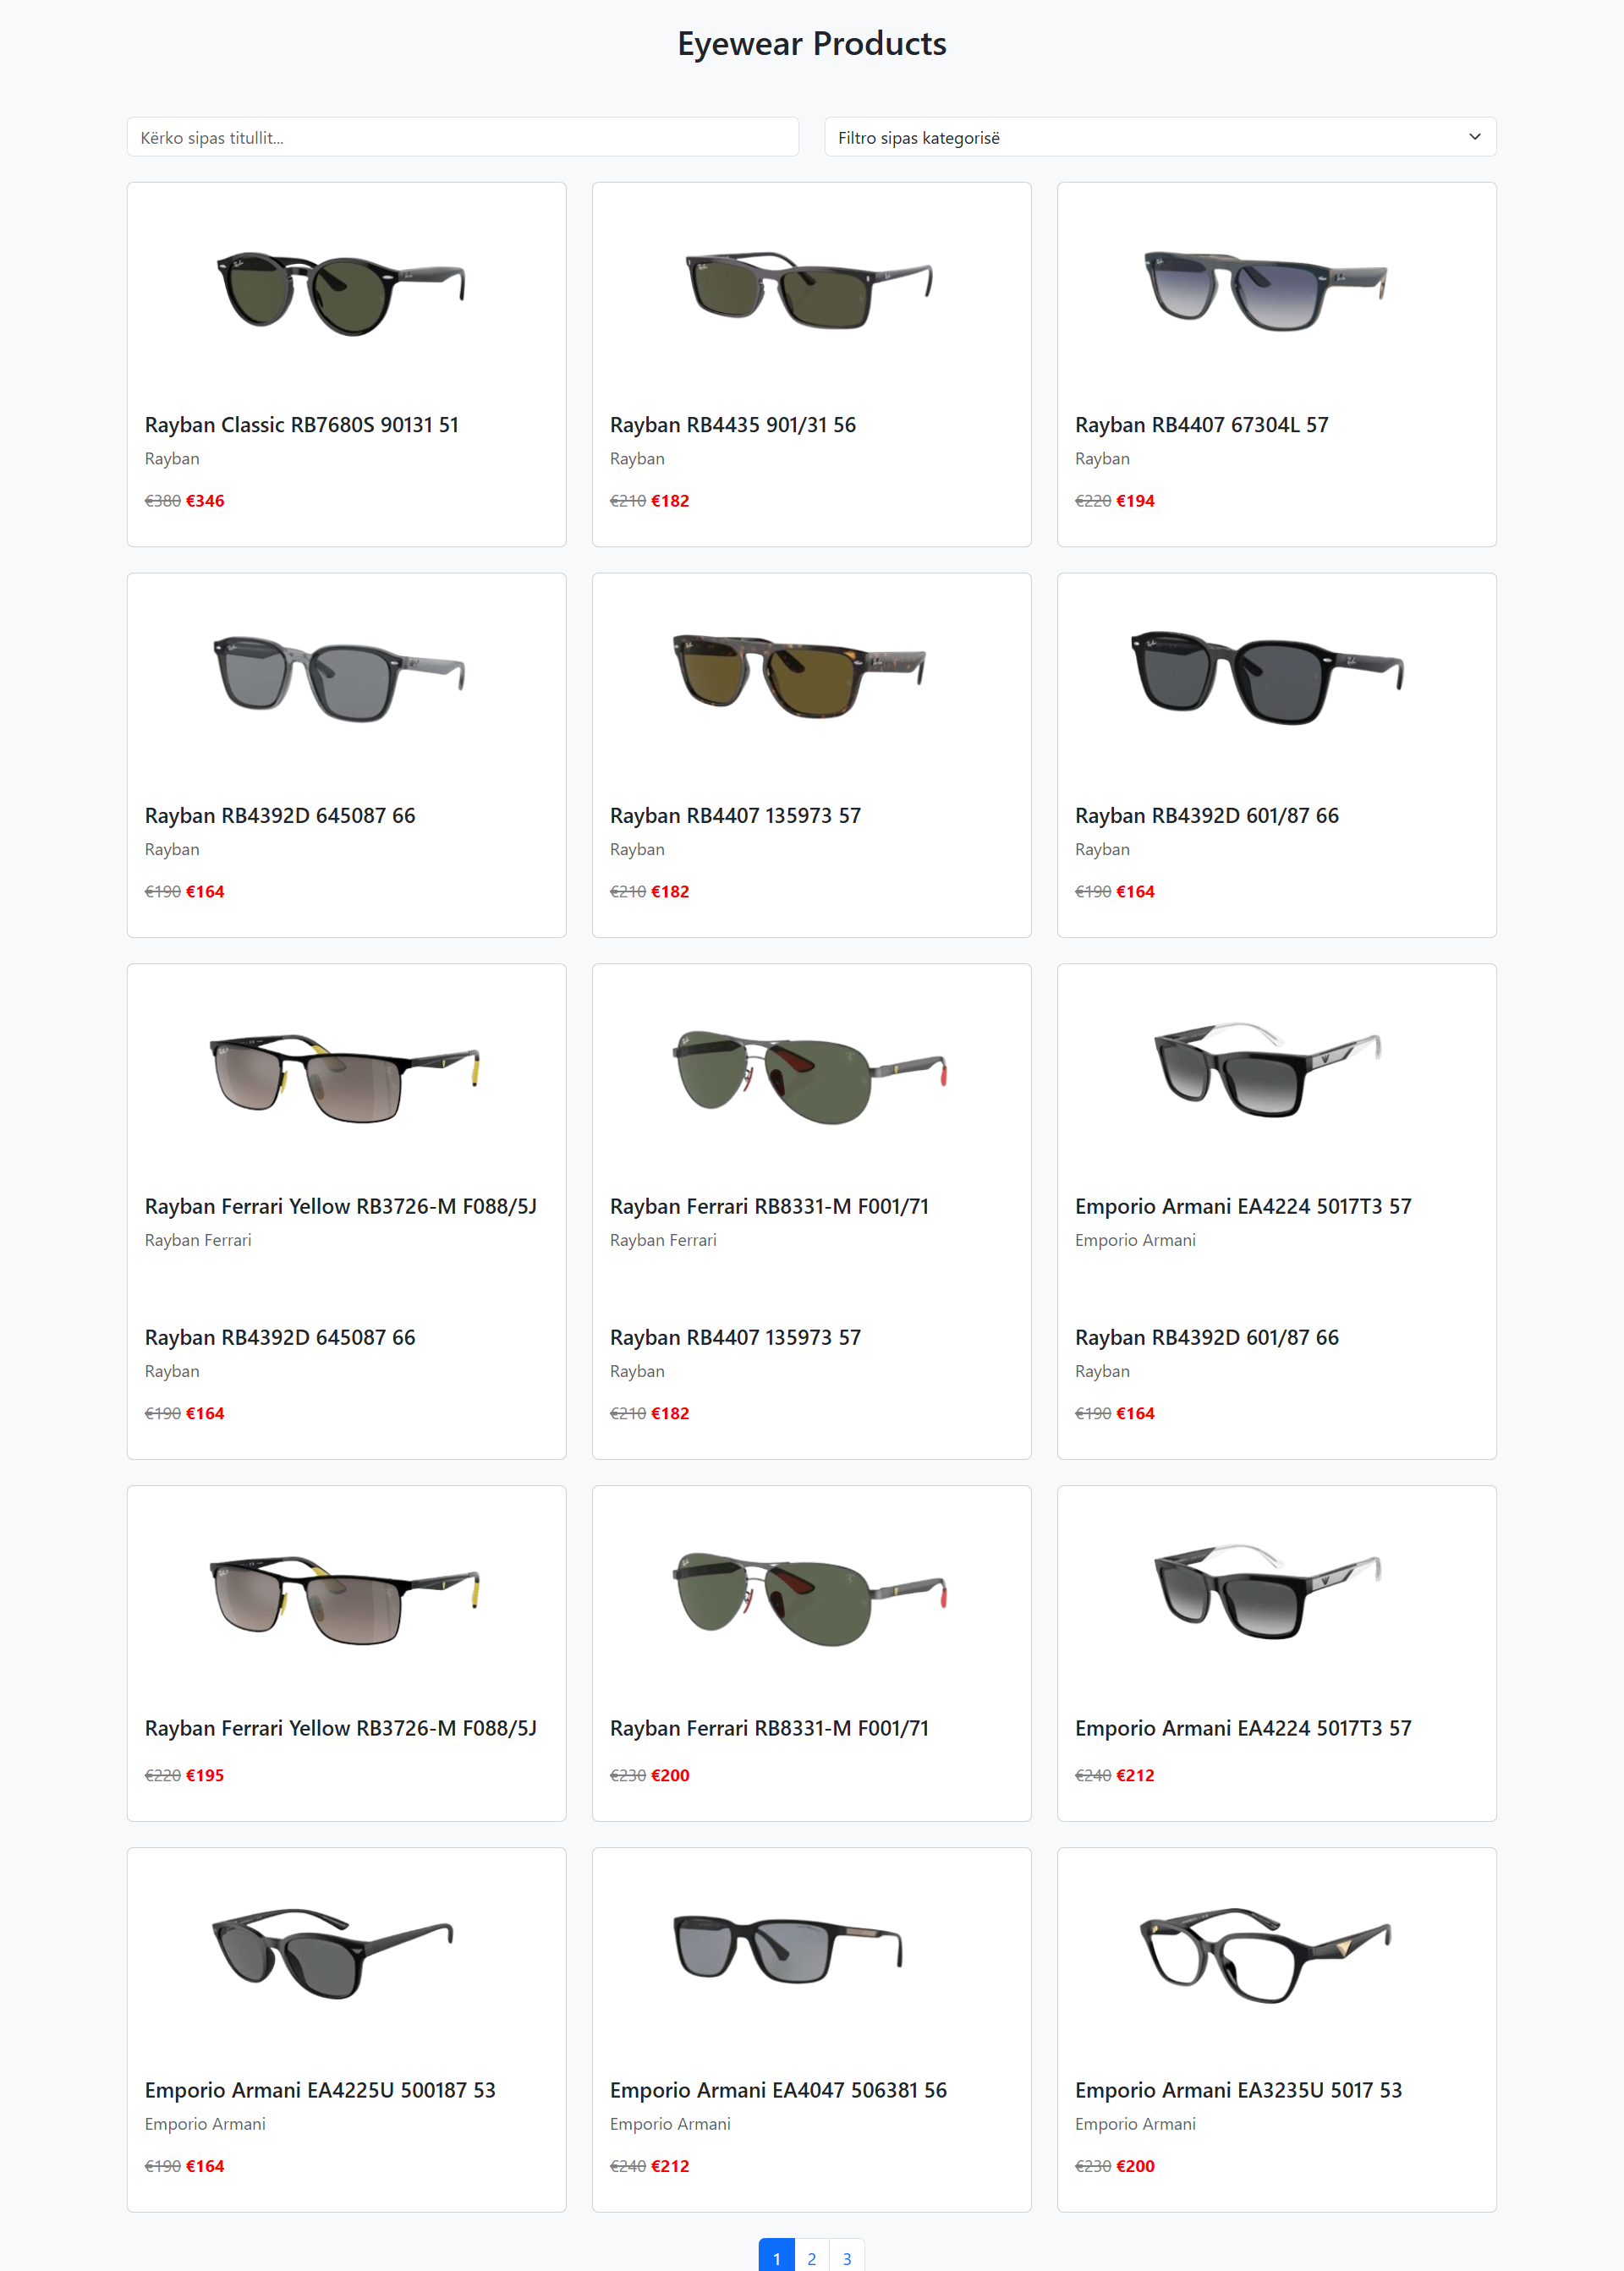 Eyewear Products
Kërko sipas titullit...
Filtro sipas kategorisë
Rayban Classic RB7680S 90131 51
Rayban
€380 €346
Rayban RB4435 901/31 56
Rayban
€210 €182
Rayban RB4407 67304L 57
Rayban
€220 €194
Rayban RB4392D 645087 66
Rayban
€190 €164
Rayban RB4407 135973 57
Rayban
€210 €182
Rayban RB4392D 601/87 66
Rayban
€190 €164
Rayban Ferrari Yellow RB3726-M F088/5J
Rayban Ferrari
Rayban RB4392D 645087 66
Rayban
€190 €164
Rayban Ferrari RB8331-M F001/71
Rayban Ferrari
Rayban RB4407 135973 57
Rayban
€210 €182
Emporio Armani EA4224 5017T3 57
Emporio Armani
Rayban RB4392D 601/87 66
Rayban
€190 €164
Rayban Ferrari Yellow RB3726-M F088/5J
€220 €195
Rayban Ferrari RB8331-M F001/71
€230 €200
Emporio Armani EA4224 5017T3 57
€240 €212
Emporio Armani EA4225U 500187 53
Emporio Armani
€190 €164
Emporio Armani EA4047 506381 56
Emporio Armani
€240 €212
Emporio Armani EA3235U 5017 53
Emporio Armani
€230 €200
1 2 3